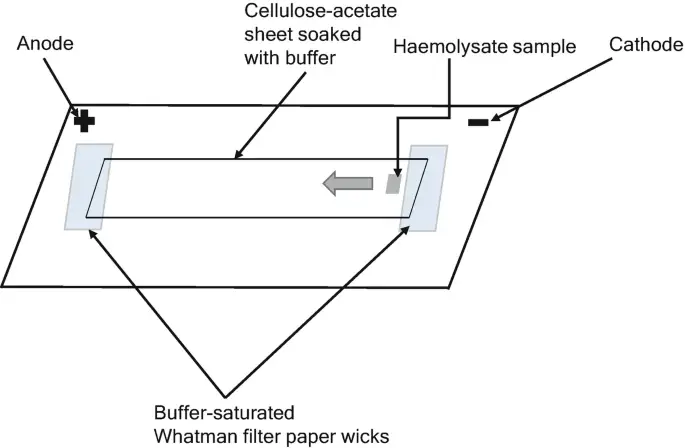 Cellulose-acetate
sheet soaked
with buffer
Anode
Haemolysate sample
Cathode
+
-
Buffer-saturated
Whatman filter paper wicks